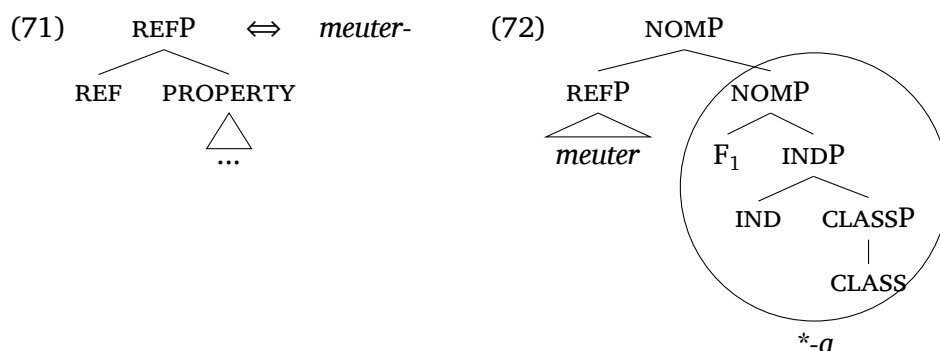 (71) REFP ⇔ meuter- (72) NOMP
REF PROPERTY REFP NOMP
... meuter F₁ INDP
IND CLASSP
CLASS
*-a